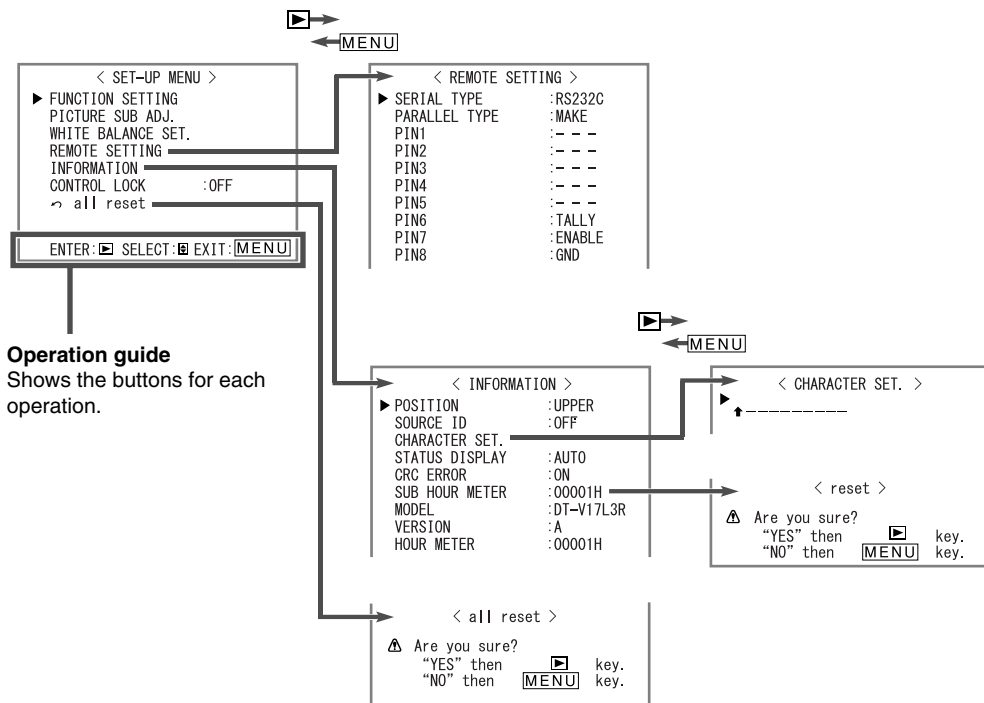 MENU
< SET-UP MENU >
FUNCTION SETTING
PICTURE SUB ADJ.
WHITE BALANCE SET.
REMOTE SETTING
INFORMATION
CONTROL LOCK :OFF
all reset
ENTER: SELECT: EXIT: MENU
Operation guide
Shows the buttons for each
operation.
< REMOTE SETTING >
SERIAL TYPE :RS232C
PARALLEL TYPE :MAKE
PIN1 :– – –
PIN2 :– – –
PIN3 :– – –
PIN4 :– – –
PIN5 :– – –
PIN6 :TALLY
PIN7 :ENABLE
PIN8 :GND
MENU
< INFORMATION >
POSITION :UPPER
SOURCE ID :OFF
CHARACTER SET.
STATUS DISPLAY :AUTO
CRC ERROR :ON
SUB HOUR METER :00001H
MODEL :DT-V17L3R
VERSION :A
HOUR METER :00001H
< CHARACTER SET. >
----------
< reset >
Are you sure?
“YES” then key.
“NO” then MENU key.
< all reset >
Are you sure?
“YES” then key.
“NO” then MENU key.